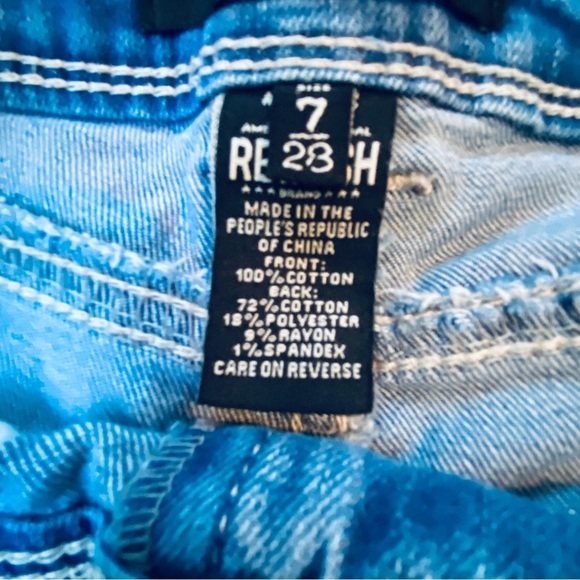 SIZE
7
28
MADE IN THE
PEOPLE'S REPUBLIC
OF CHINA
FRONT:
100% COTTON
BACK:
72% COTTON
18% POLYESTER
9% RAYON
1% SPANDEX
CARE ON REVERSE